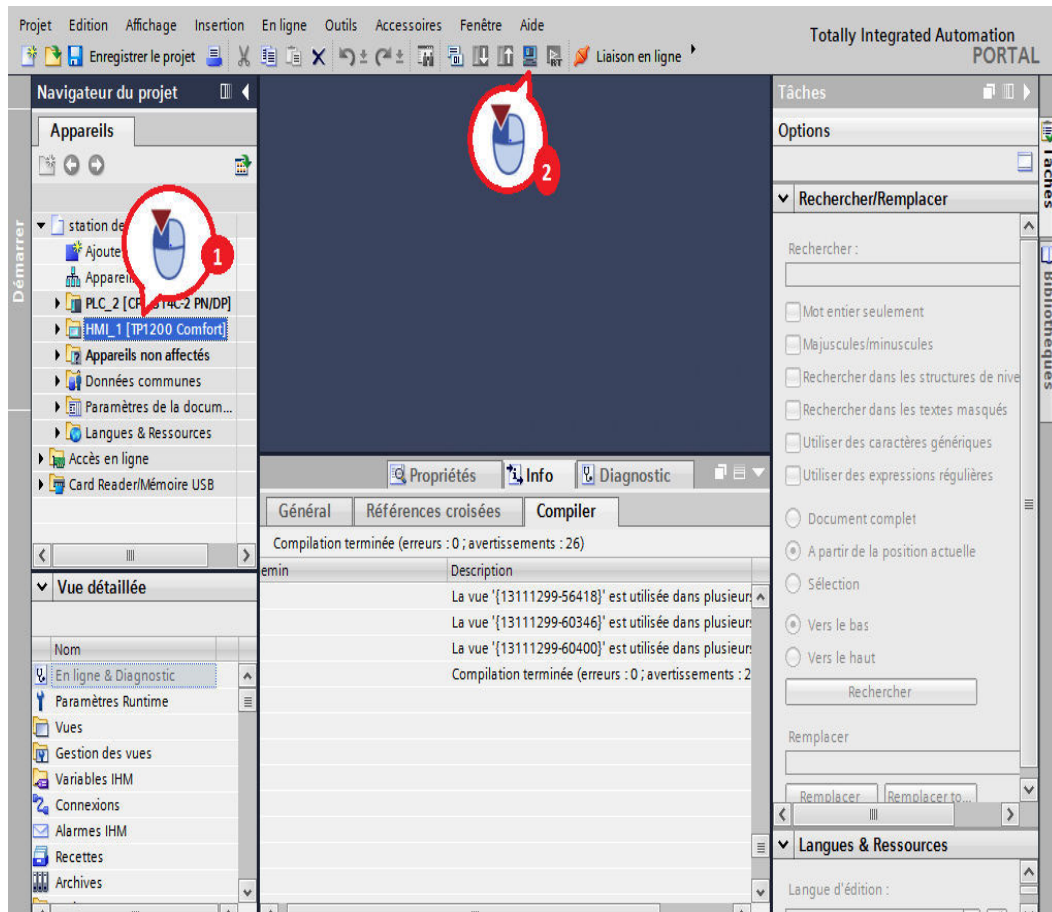 Projet Edition Affichage Insertion En ligne Outils Accessoires Fenêtre Aide
Totally Integrated Automation
PORTAL
Enregistrer le projet
Liaison en ligne
Navigateur du projet
Appareils
Démarrer
station de
Ajoute
Appareil
PLC_2 [CP 314C-2 PN/DP]
HMI_1 [TP1200 Comfort]
Appareils non affectés
Données communes
Paramètres de la docum...
Langues & Ressources
Accès en ligne
Card Reader/Mémoire USB
1
2
Vue détaillée
Nom
En ligne & Diagnostic
Paramètres Runtime
Vues
Gestion des vues
Variables IHM
Connexions
Alarmes IHM
Recettes
Archives
Propriétés Info Diagnostic
Général Références croisées Compiler
Compilation terminée (erreurs : 0 ; avertissements : 26)
emin Description
La vue '{13111299-56418}' est utilisée dans plusieurs
La vue '{13111299-60346}' est utilisée dans plusieurs
La vue '{13111299-60400}' est utilisée dans plusieurs
Compilation terminée (erreurs : 0 ; avertissements : 2
Tâches
Options
Rechercher/Remplacer
Rechercher :
Mot entier seulement
Majuscules/minuscules
Rechercher dans les structures de nive
Rechercher dans les textes masqués
Utiliser des caractères génériques
Utiliser des expressions régulières
Document complet
A partir de la position actuelle
Sélection
Vers le bas
Vers le haut
Rechercher
Remplacer
Remplacer Remplacer to...
Langues & Ressources
Langue d'édition :
Tâches
Bibliothèques